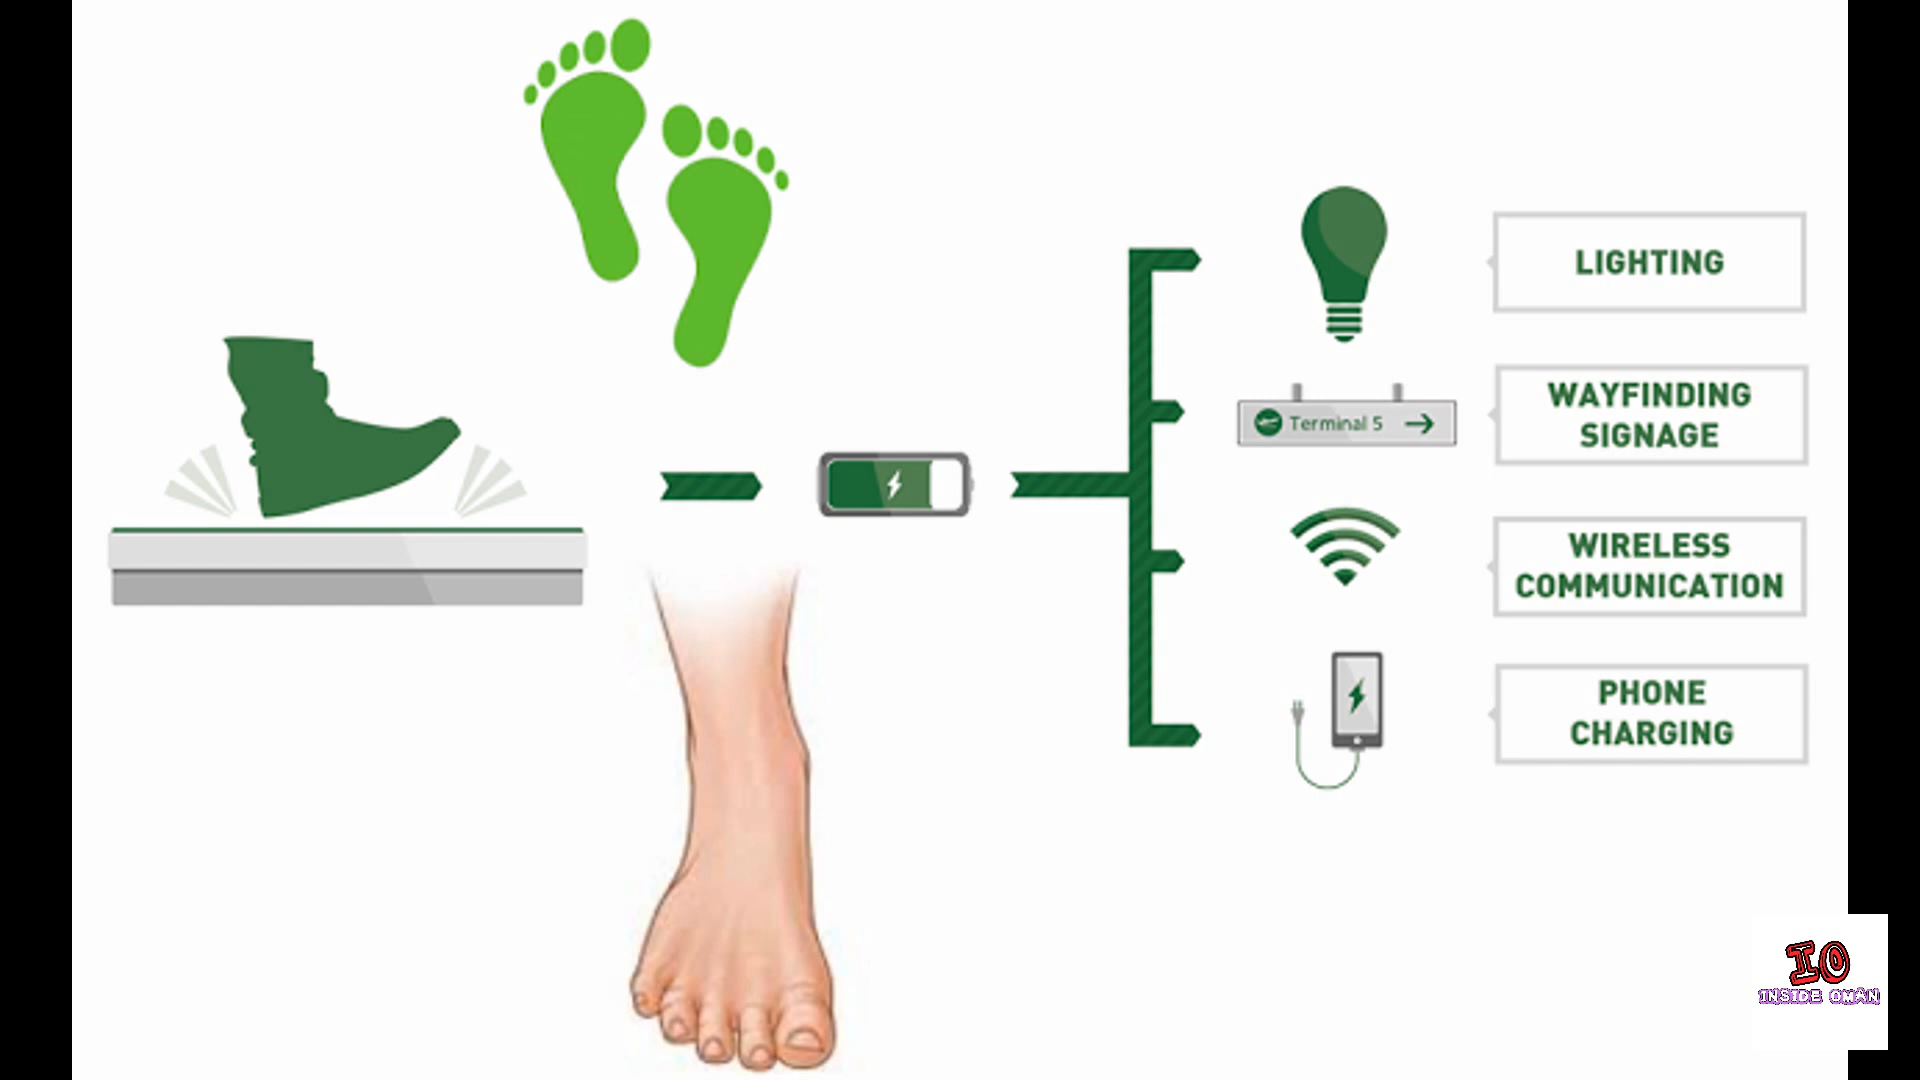 LIGHTING
WAYFINDING
SIGNAGE
Terminal 5
WIRELESS
COMMUNICATION
PHONE
CHARGING
IO
INSIDE OMAN